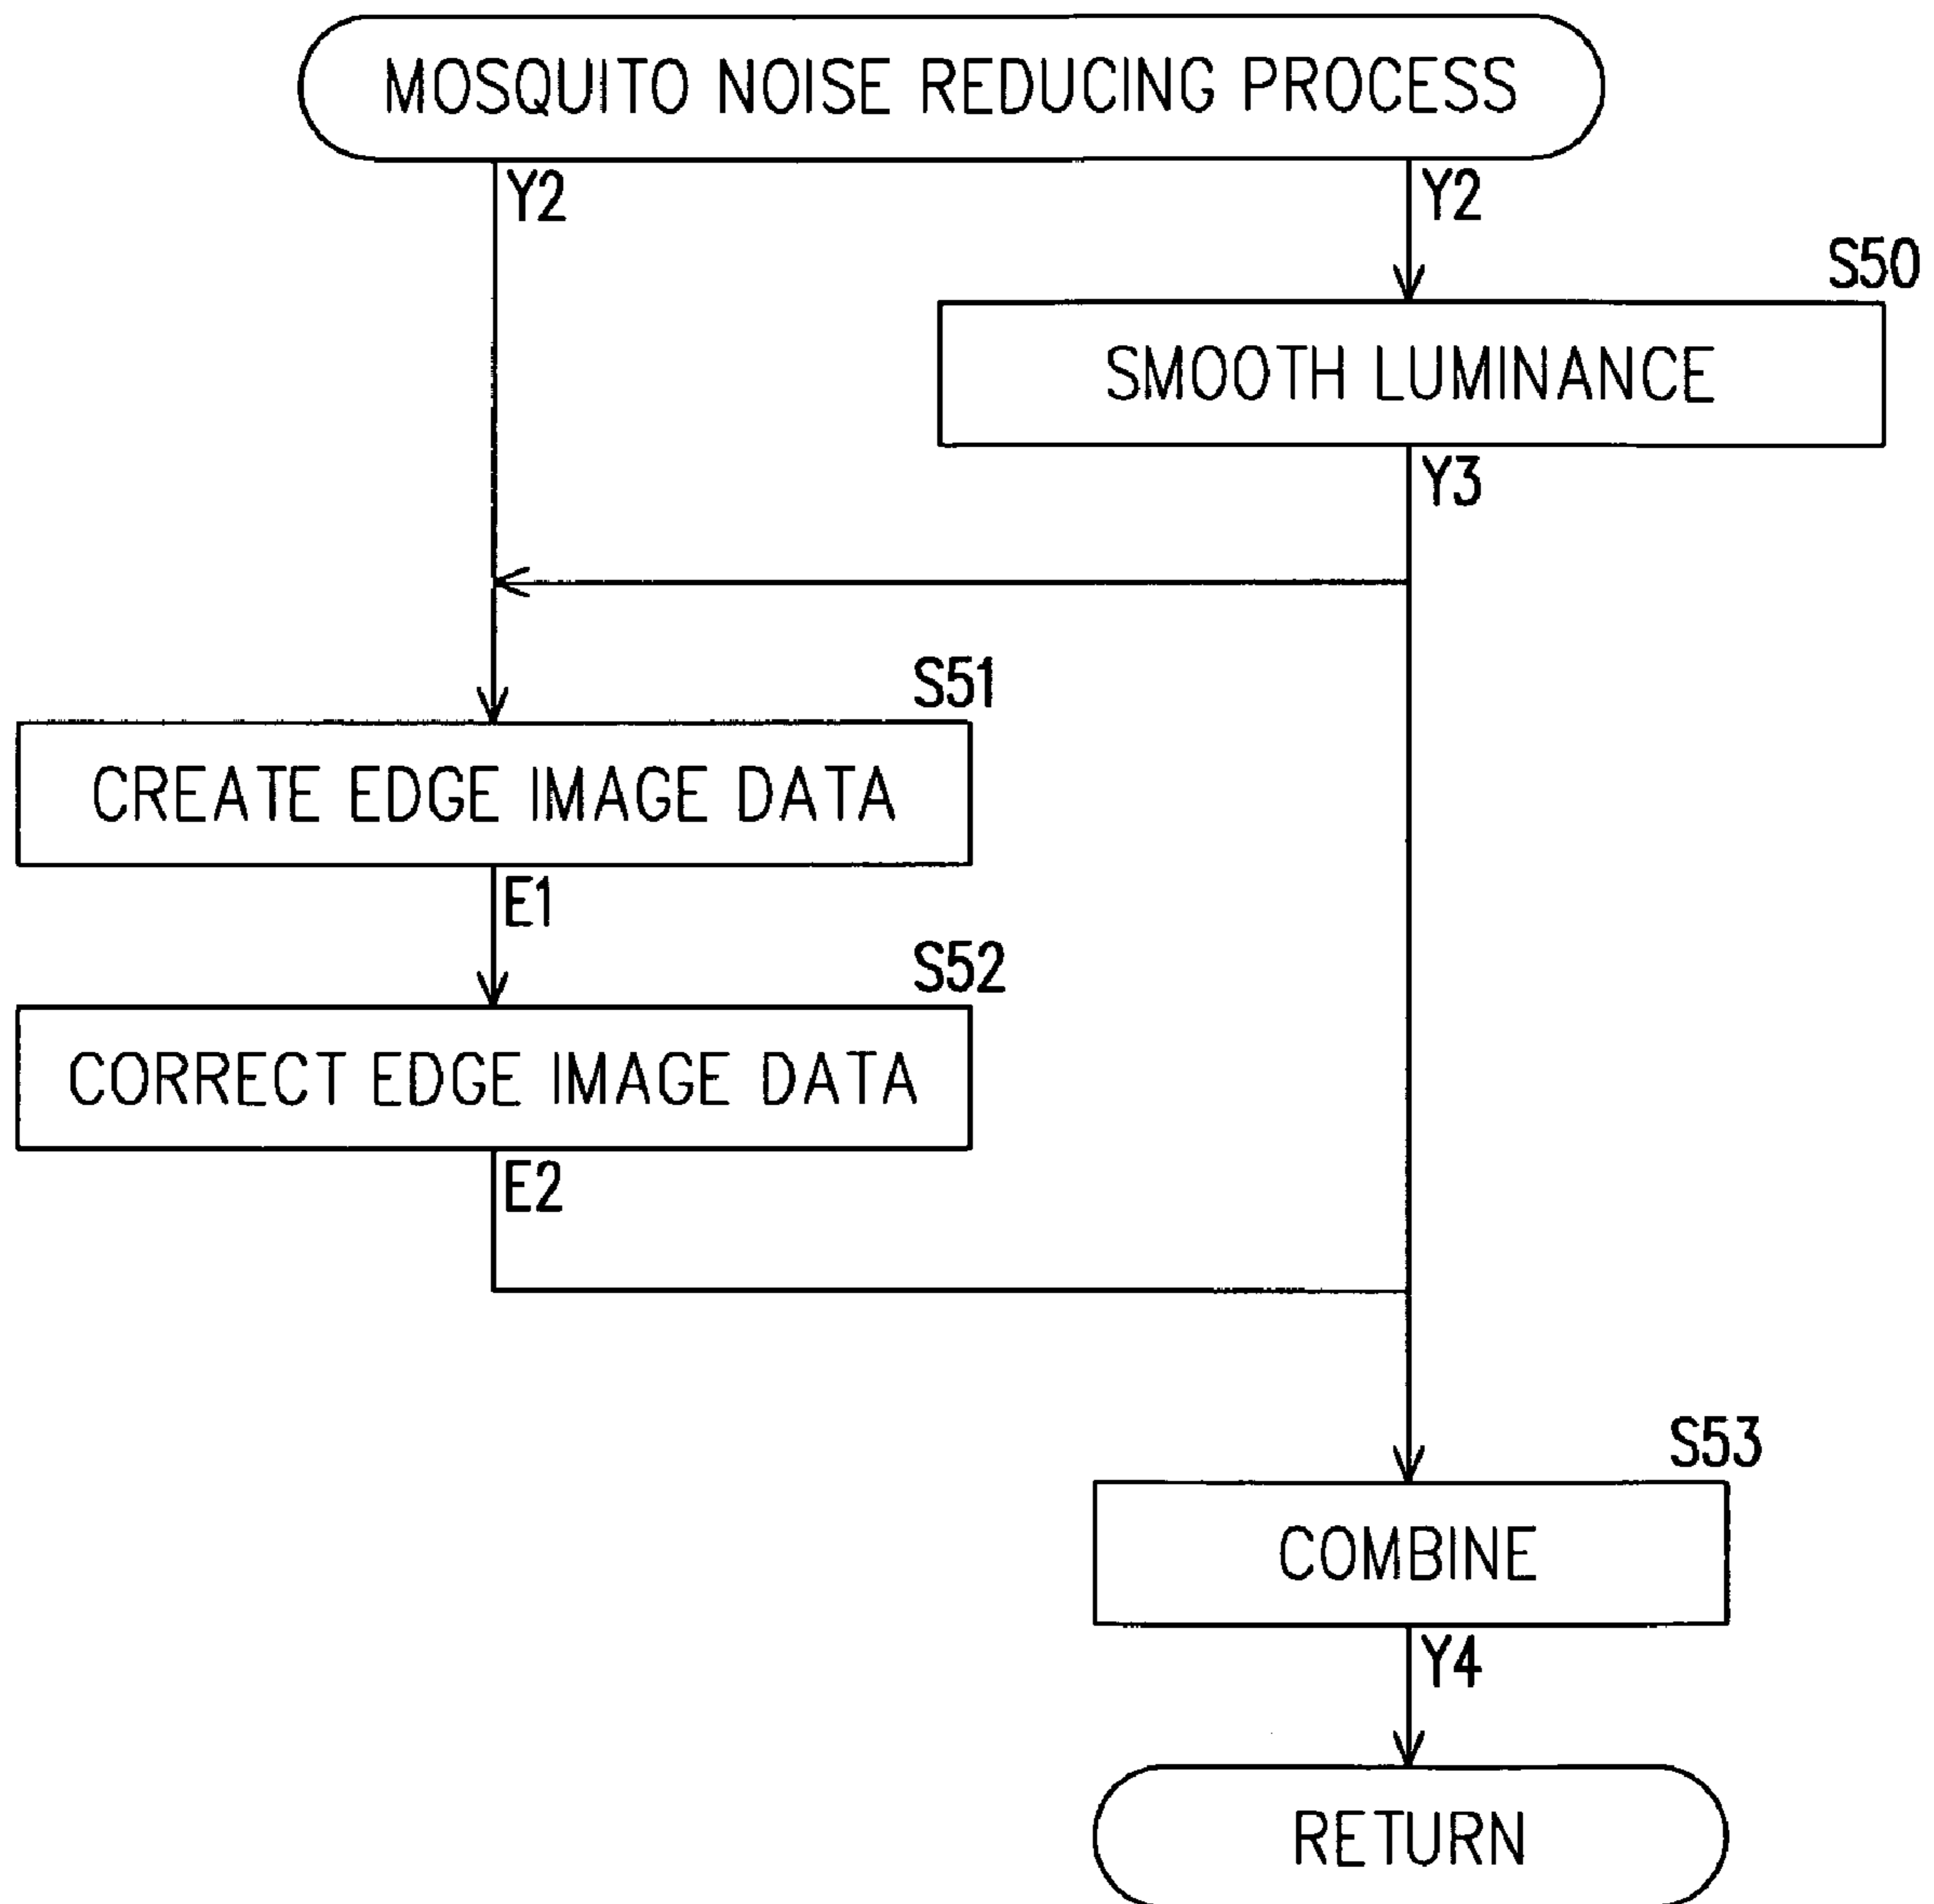 MOSQUITO NOISE REDUCING PROCESS
Y2
Y2
S50
SMOOTH LUMINANCE
Y3
S51
CREATE EDGE IMAGE DATA
E1
S52
CORRECT EDGE IMAGE DATA
E2
S53
COMBINE
Y4
RETURN